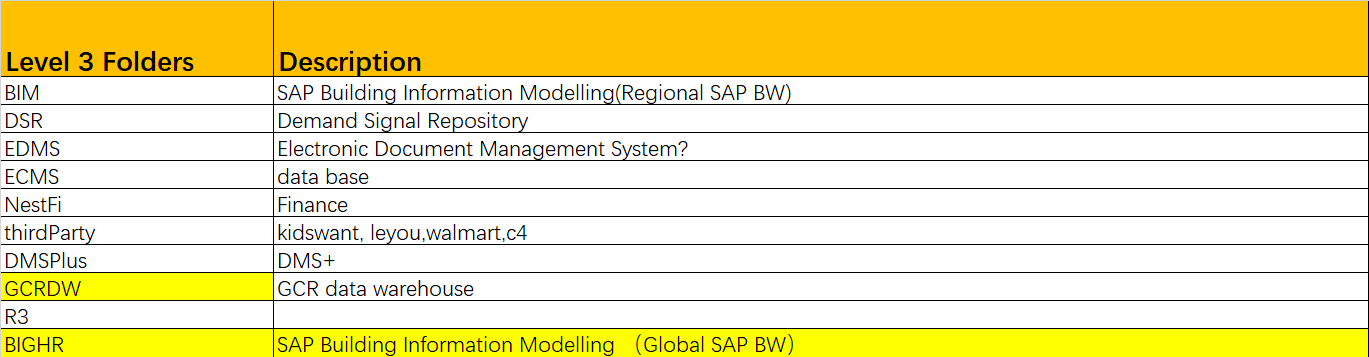 Level 3 Folders Description
BIM SAP Building Information Modelling(Regional SAP BW)
DSR Demand Signal Repository
EDMS Electronic Document Management System?
ECMS data base
NestFi Finance
thirdParty kidswant, leyou,walmart,c4
DMSPlus DMS+
GCRDW GCR data warehouse
R3
BIGHR SAP Building Information Modelling （Global SAP BW）